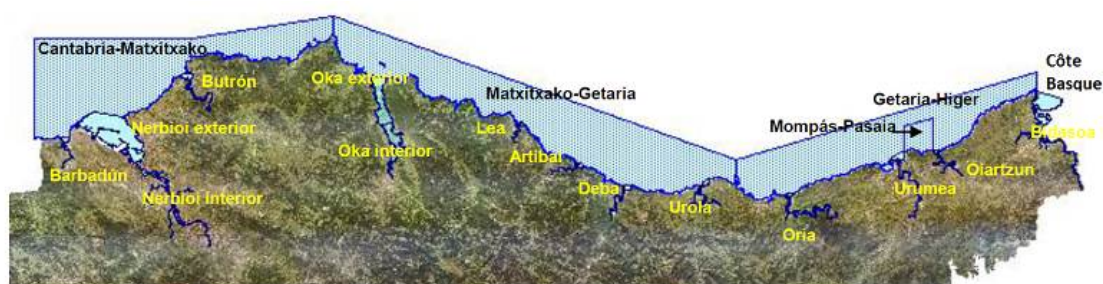 Cantabria-Matxitxako
Butrón
Oka exterior
Côte
Basque
Matxitxako-Getaria
Getaria-Higer
Nerbioi exterior
Lea
Mompás-Pasaia
Bidasoa
Oka interior
Artibai
Barbadún
Oiartzun
Deba
Urumea
Nerbioi interior
Urola
Oria